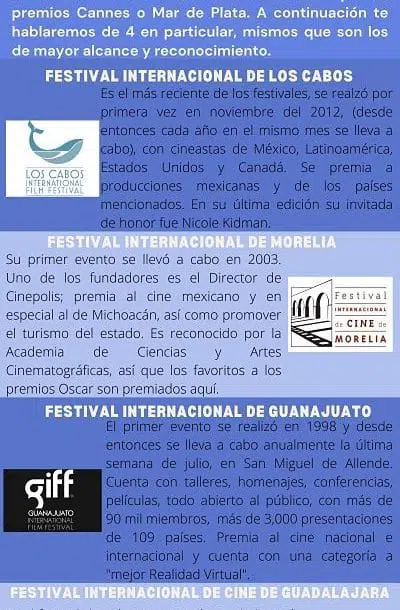 premios Cannes o Mar de Plata. A continuación te
hablaremos de 4 en particular, mismos que son los
de mayor alcance y reconocimiento.
FESTIVAL INTERNACIONAL DE LOS CABOS
Es el más reciente de los festivales, se realzó por
primera vez en noviembre del 2012, (desde
entonces cada año en el mismo mes se lleva a
cabo), con cineastas de México, Latinoamérica,
Estados Unidos y Canadá. Se premia a
producciones mexicanas y de los países
mencionados. En su última edición su invitada
de honor fue Nicole Kidman.
LOS CABOS
INTERNATIONAL
FILM FESTIVAL
FESTIVAL INTERNACIONAL DE MORELIA
Su primer evento se llevó a cabo en 2003.
Uno de los fundadores es el Director de
Cinepolis; premia al cine mexicano y en
especial al de Michoacán, así como promover
el turismo del estado. Es reconocido por la
Academia de Ciencias y Artes
Cinematográficas, así que los favoritos a los
premios Oscar son premiados aquí.
Festival
INTERNACIONAL
de CINE de
MORELIA
FESTIVAL INTERNACIONAL DE GUANAJUATO
El primer evento se realizó en 1998 y desde
entonces se lleva a cabo anualmente la última
semana de julio, en San Miguel de Allende.
Cuenta con talleres, homenajes, conferencias,
películas, todo abierto al público, con más de
90 mil miembros, más de 3,000 presentaciones
de 109 países. Premia al cine nacional e
internacional y cuenta con una categoría a
"mejor Realidad Virtual".
giff
GUANAJUATO
INTERNATIONAL
FILM FESTIVAL
FESTIVAL INTERNACIONAL DE CINE DE GUADALAJARA